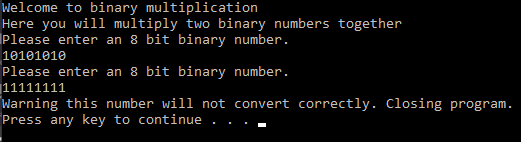 Welcome to binary multiplication
Here you will multiply two binary numbers together
Please enter an 8 bit binary number.
10101010
Please enter an 8 bit binary number.
11111111
Warning this number will not convert correctly. Closing program.
Press any key to continue . . .